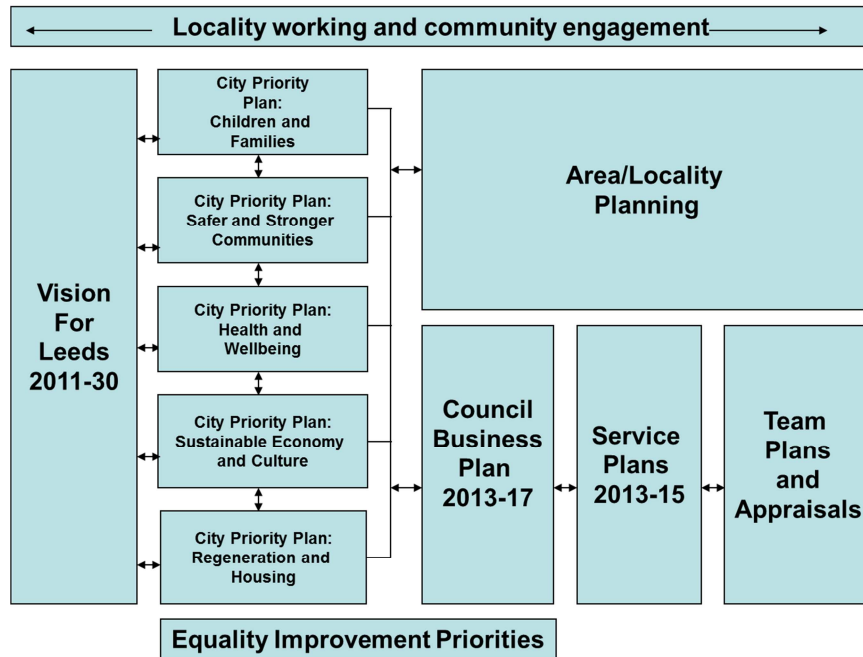 Locality working and community engagement
Vision
For
Leeds
2011-30
City Priority
Plan:
Children and
Families
City Priority Plan:
Safer and Stronger
Communities
City Priority Plan:
Health and
Wellbeing
City Priority Plan:
Sustainable Economy
and Culture
City Priority Plan:
Regeneration and
Housing
Area/Locality
Planning
Council
Business
Plan
2013-17
Service
Plans
2013-15
Team
Plans
and
Appraisals
Equality Improvement Priorities